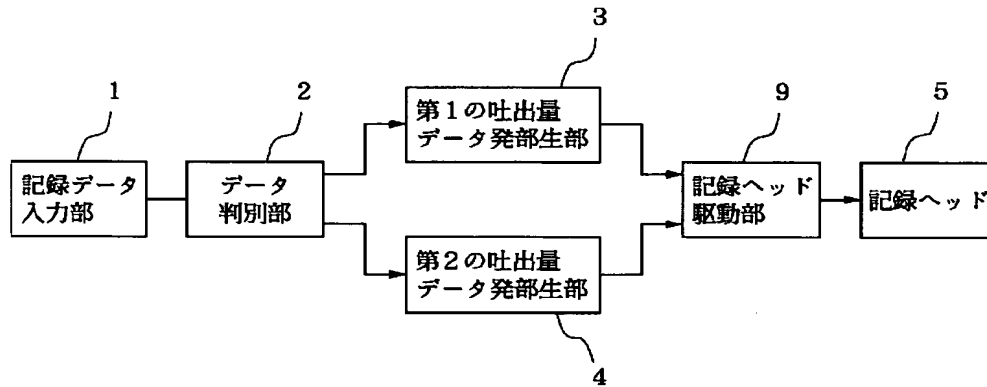 3
1
2
9
5
第1の吐出量
データ発部生部
記録データ
入力部
データ
判別部
記録ヘッド
駆動部
記録ヘッド
第2の吐出量
データ発部生部
4